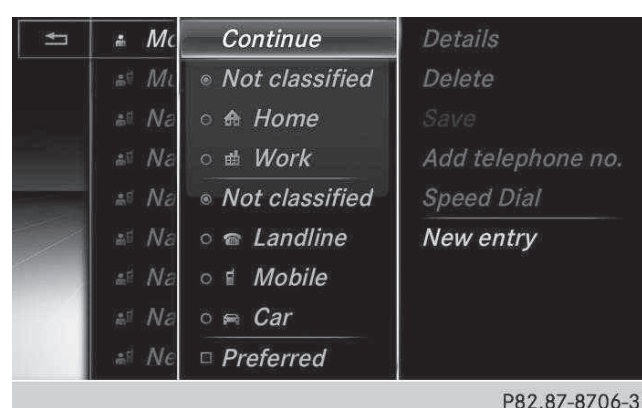 Continue
Not classified
Home
Work
Not classified
Landline
Mobile
Car
Preferred
Details
Delete
Save
Add telephone no.
Speed Dial
New entry
P82.87-8706-3